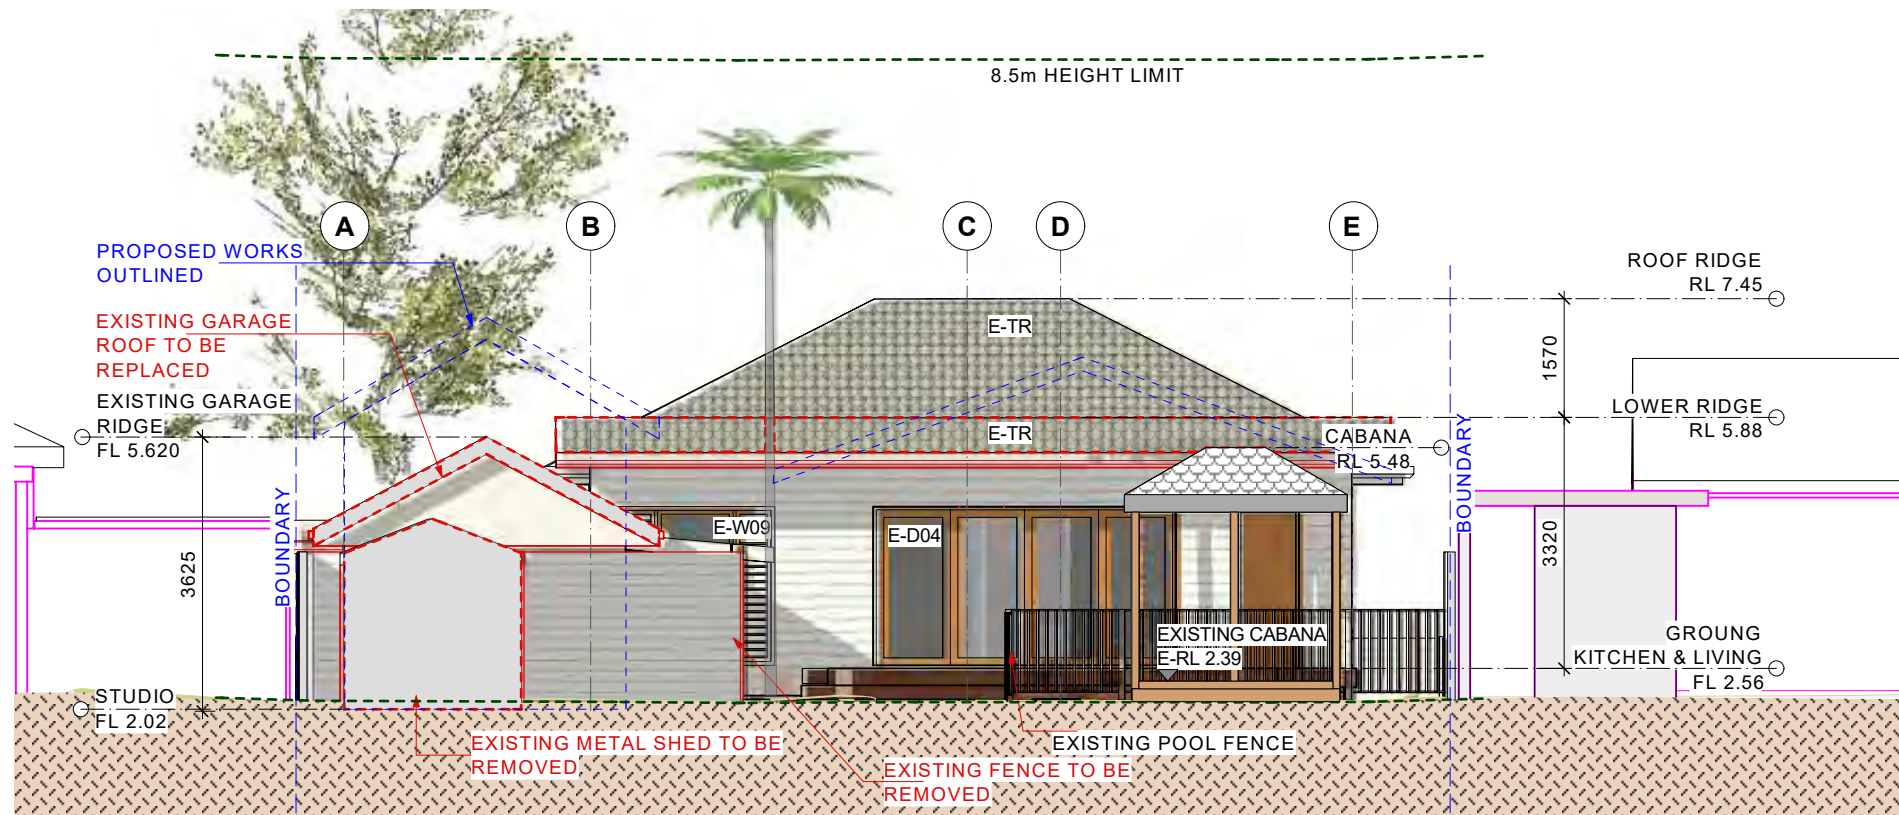 8.5m HEIGHT LIMIT
A
B
C
D
E
PROPOSED WORKS
OUTLINED
EXISTING GARAGE
ROOF TO BE
REPLACED
EXISTING GARAGE
RIDGE
FL 5.620
ROOF RIDGE
RL 7.45
1570
LOWER RIDGE
RL 5.88
E-TR
E-TR
CABANA
RL 5.48
BOUNDARY
BOUNDARY
3625
3320
E-W09
E-D04
EXISTING CABANA
E-RL 2.39
GROUNG
KITCHEN & LIVING
FL 2.56
STUDIO
FL 2.02
EXISTING METAL SHED TO BE
REMOVED
EXISTING POOL FENCE
EXISTING FENCE TO BE
REMOVED